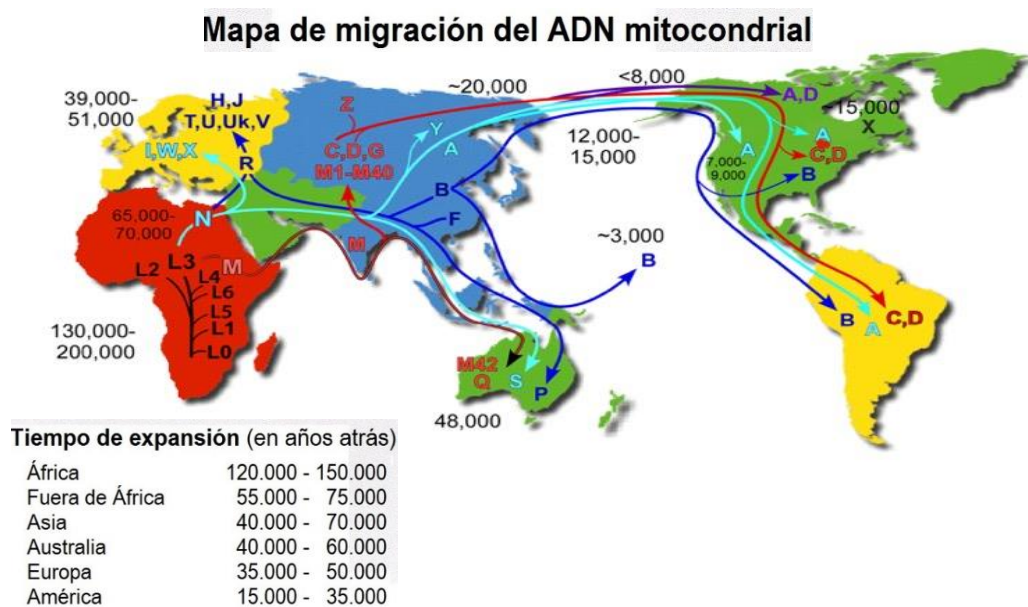 Mapa de migración del ADN mitocondrial
39,000-
51,000
H, J
T,U,Uk,V
I,W,X
R
N
65,000-
70,000
L3
M
L2
L4
L6
L5
L1
L0
130,000-
200,000
Z
C,D,G
M1-M40
M
Y
A
B
F
~20,000
<8,000
A,D
12,000-
15,000
~15,000
X
A
A
C,D
7,000-
9,000
B
~3,000
B
B
A
C,D
M42
Q
S
P
48,000
Tiempo de expansión (en años atrás)
África 120.000 - 150.000
Fuera de África 55.000 - 75.000
Asia 40.000 - 70.000
Australia 40.000 - 60.000
Europa 35.000 - 50.000
América 15.000 - 35.000